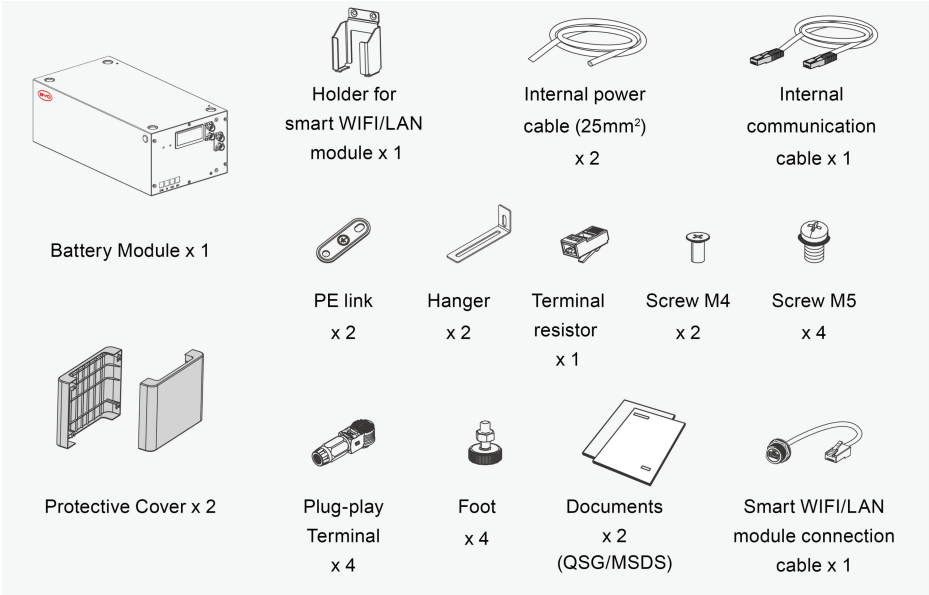 BYD
Battery Module x 1
Holder for
smart WIFI/LAN
module x 1
Internal power
cable (25mm²)
x 2
Internal
communication
cable x 1
PE link
x 2
Hanger
x 2
Terminal
resistor
x 1
Screw M4
x 2
Screw M5
x 4
Protective Cover x 2
Plug-play
Terminal
x 4
Foot
x 4
Documents
x 2
(QSG/MSDS)
Smart WIFI/LAN
module connection
cable x 1